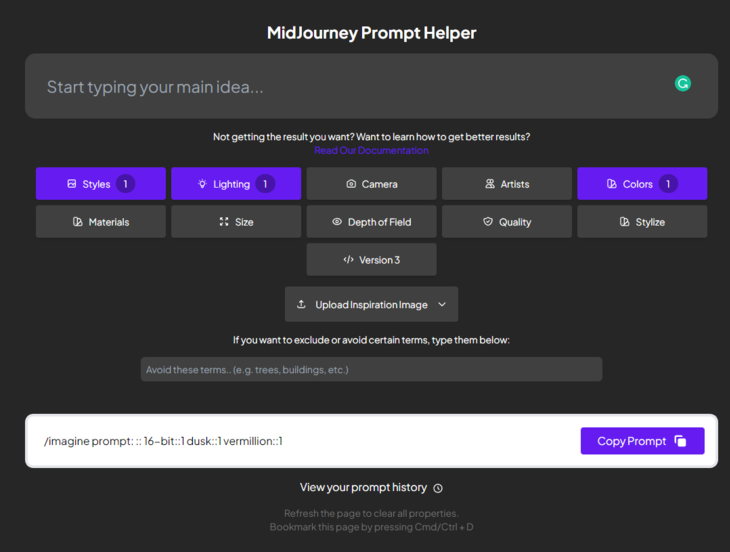 MidJourney Prompt Helper
Start typing your main idea...
Not getting the result you want? Want to learn how to get better results?
Read Our Documentation
Styles 1 Lighting 1 Camera Artists Colors 1
Materials Size Depth of Field Quality Stylize
Version 3
Upload Inspiration Image
If you want to exclude or avoid certain terms, type them below:
Avoid these terms.. (e.g. trees, buildings, etc.)
/imagine prompt: :: 16-bit::1 dusk::1 vermillion::1
Copy Prompt
View your prompt history
Refresh the page to clear all properties.
Bookmark this page by pressing Cmd/Ctrl + D